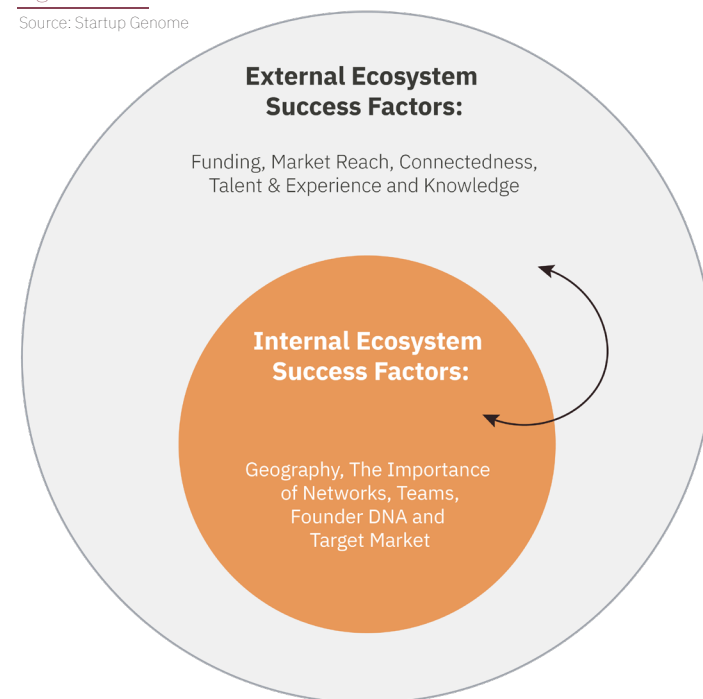 Source: Startup Genome
External Ecosystem
Success Factors:
Funding, Market Reach, Connectedness,
Talent & Experience and Knowledge
Internal Ecosystem
Success Factors:
Geography, The Importance
of Networks, Teams,
Founder DNA and
Target Market